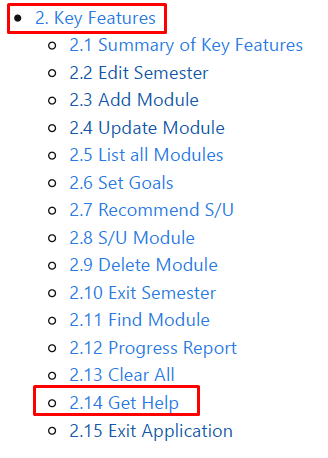 2. Key Features
2.1 Summary of Key Features
2.2 Edit Semester
2.3 Add Module
2.4 Update Module
2.5 List all Modules
2.6 Set Goals
2.7 Recommend S/U
2.8 S/U Module
2.9 Delete Module
2.10 Exit Semester
2.11 Find Module
2.12 Progress Report
2.13 Clear All
2.14 Get Help
2.15 Exit Application